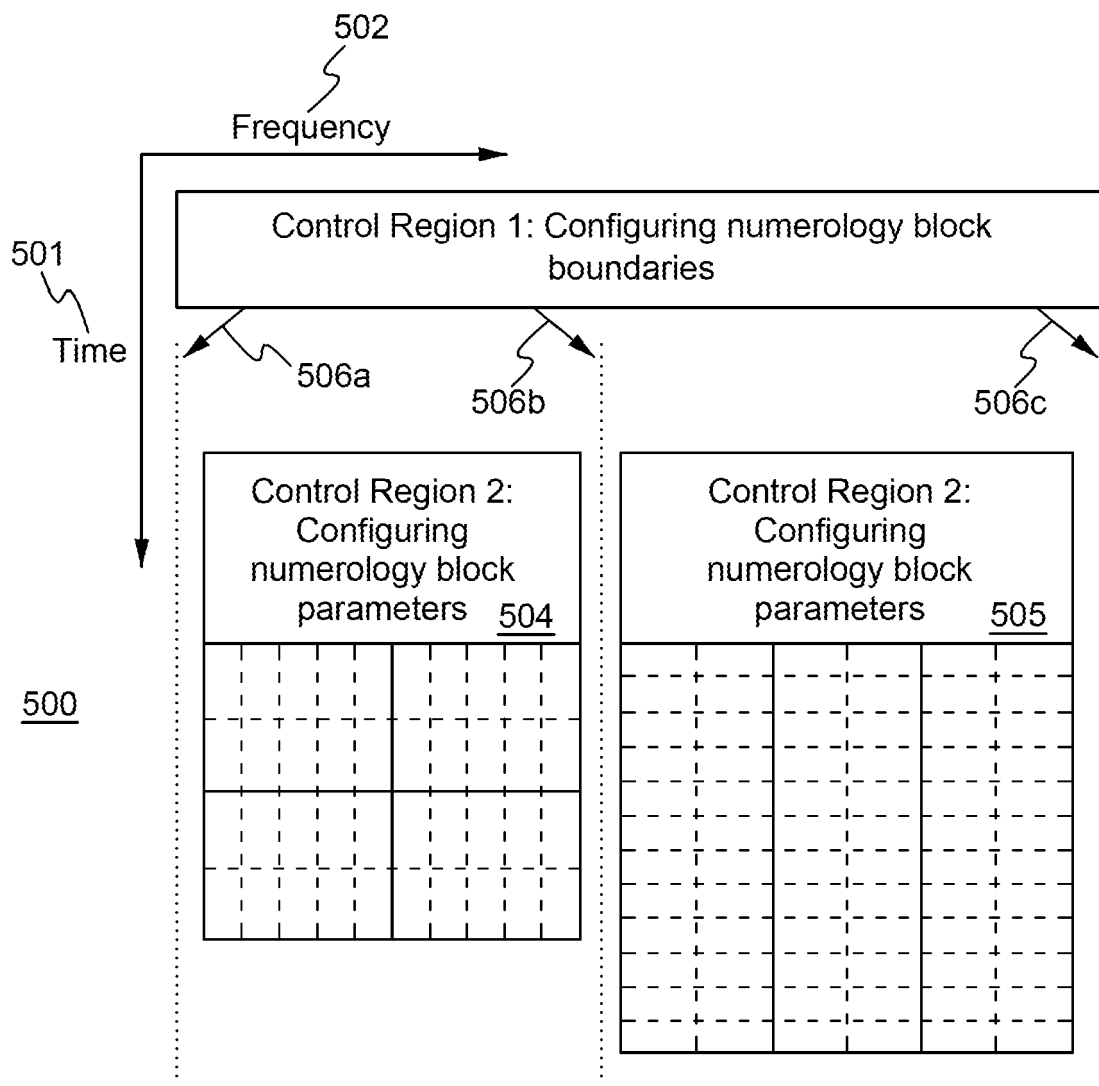 502
Frequency
Control Region 1: Configuring numerology block
boundaries
501
Time
506a
506b
506c
Control Region 2:
Configuring
numerology block
parameters
504
Control Region 2:
Configuring
numerology block
parameters
505
500